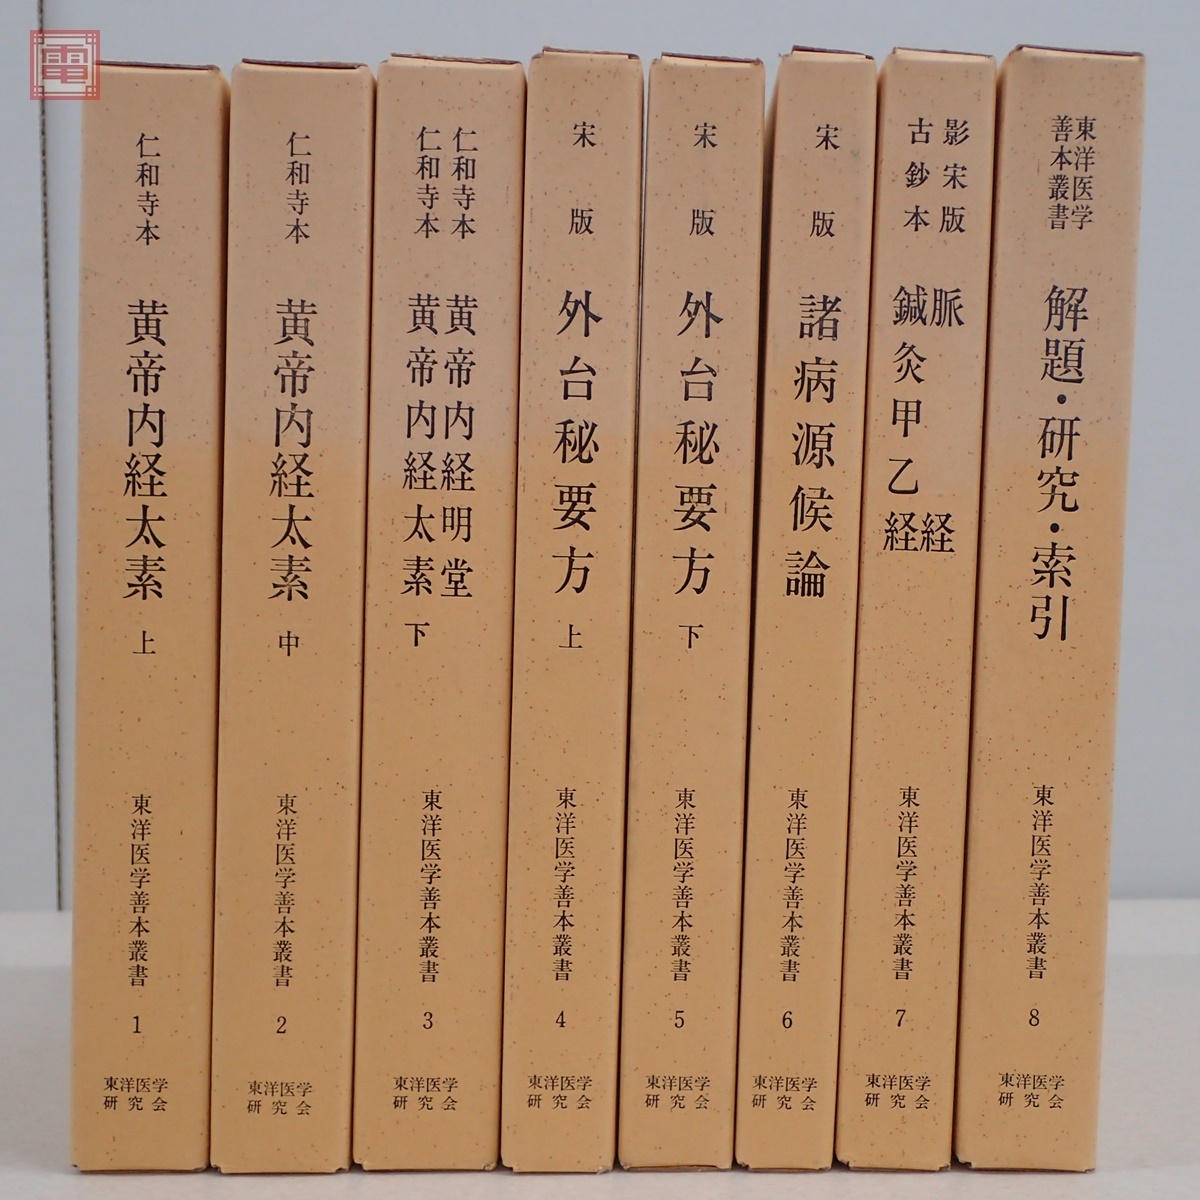 電
仁和寺本
黄帝内経太素
上
東洋医学善本叢書
1
東洋医学
研究会
仁和寺本
黄帝内経太素
中
東洋医学善本叢書
2
東洋医学
研究会
仁和寺本
黄帝内経明堂
仁和寺本
黄帝内経太素
下
東洋医学善本叢書
3
東洋医学
研究会
宋版
外台秘要方
上
東洋医学善本叢書
4
東洋医学
研究会
宋版
外台秘要方
下
東洋医学善本叢書
5
東洋医学
研究会
宋版
諸病源候論
東洋医学善本叢書
6
東洋医学
研究会
影宋版
脈経
古鈔本
鍼灸甲乙経
東洋医学善本叢書
7
東洋医学
研究会
東洋医学
善本叢書
解題・研究・索引
東洋医学善本叢書
8
東洋医学
研究会